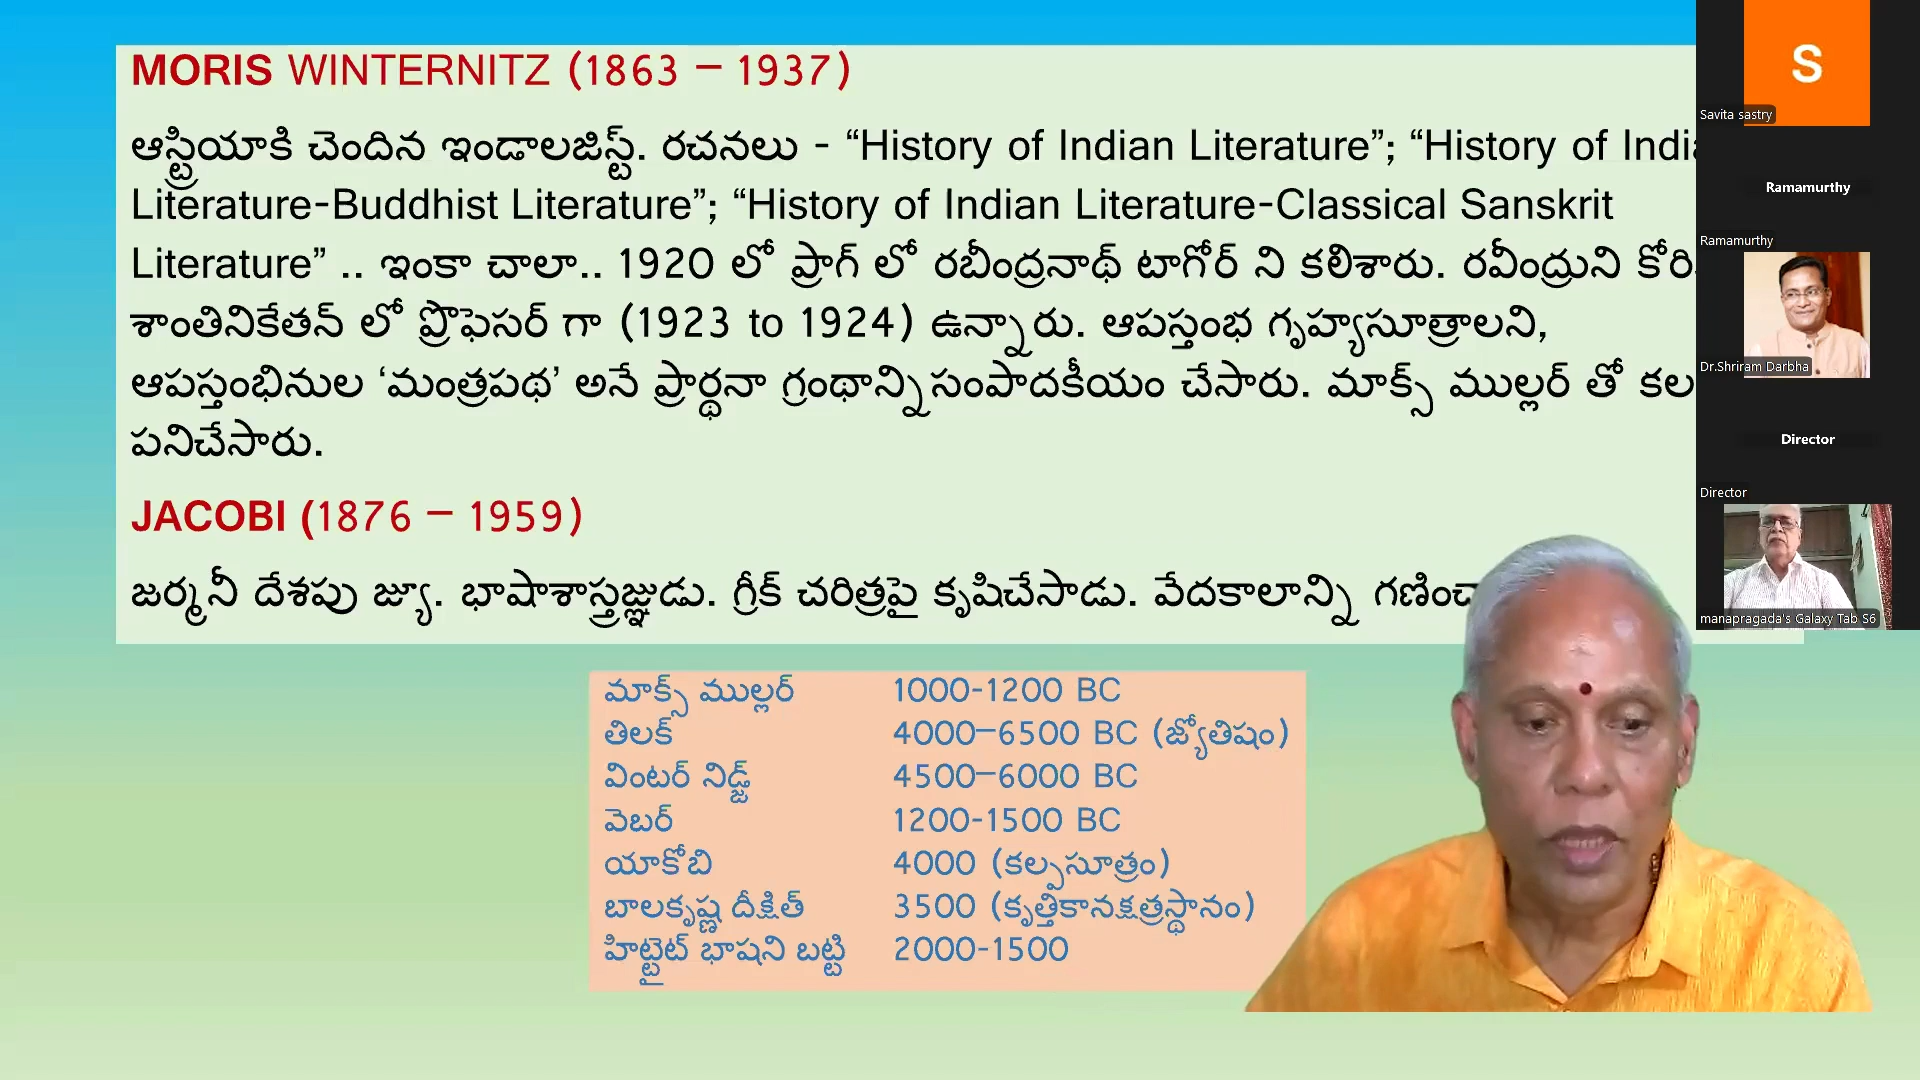 MORIS WINTERNITZ (1863 – 1937)
ఆస్ట్రియాకి చెందిన ఇండాలజిస్ట్. రచనలు - “History of Indian Literature”; “History of
Literature-Buddhist Literature”; “History of Indian Literature-Classical Sanskrit
Literature” .. ఇంకా చాలా.. 1920 లో ప్రాగ్ లో రబీంద్రనాథ్ టాగోర్ ని కలిశారు. రవీంద్రుని
శాంతినికేతన్ లో ప్రొఫెసర్ గా (1923 to 1924) ఉన్నారు. ఆపస్తంభ గృహ్యసూత్రాలని,
ఆపస్తంభినుల ‘మంత్రపథ’ అనే ప్రార్థనా గ్రంథాన్ని సంపాదకీయం చేసారు. మాక్స్ ముల్లర్ తో
పనిచేసారు.
JACOBI (1876 – 1959)
జర్మనీ దేశపు జ్యూ. భాషాశాస్త్రజ్ఞుడు. గ్రీక్ చరిత్రపై కృషిచేసాడు. వేదకాలాన్ని
మాక్స్ ముల్లర్ 1000-1200 BC
తిలక్ 4000–6500 BC (జ్యోతిషం)
వింటర్ నిడ్జ్ 4500–6000 BC
వెబర్ 1200-1500 BC
యాకోబి 4000 (కల్పసూత్రం)
బాలకృష్ణ దీక్షిత్ 3500 (కృత్తికానక్షత్రస్థానం)
హిట్టైట్ భాషని బట్టి 2000-1500
S
Savita sastry
Ramamurthy
Ramamurthy
Dr.Shriram Darbha
Director
Director
manapragada's Galaxy Tab S6